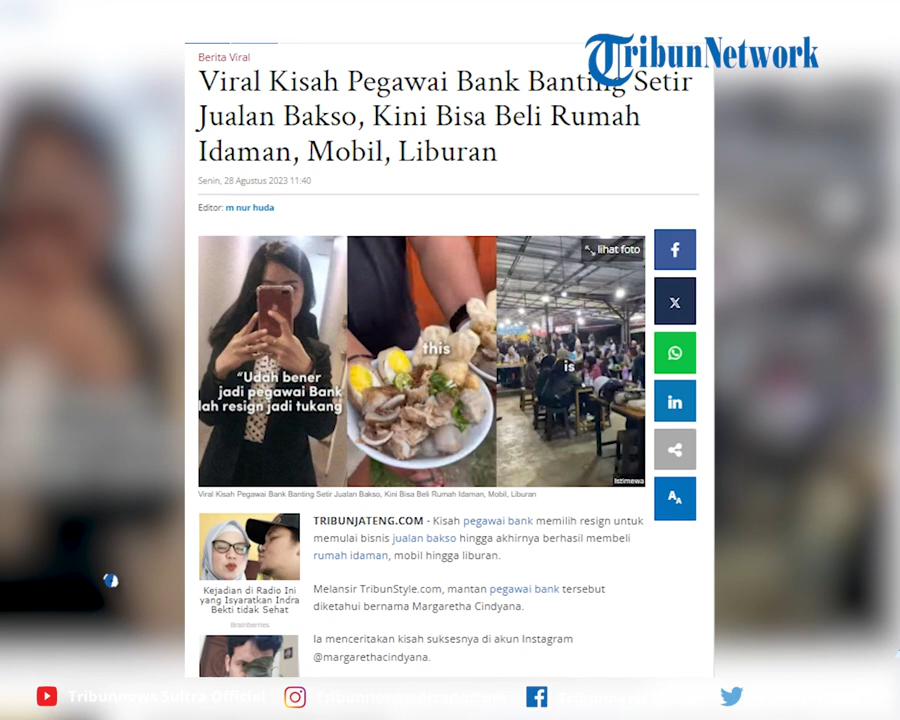 TribunNetwork
Berita Viral
Viral Kisah Pegawai Bank Banting Setir
Jualan Bakso, Kini Bisa Beli Rumah
Idaman, Mobil, Liburan
Senin, 28 Agustus 2023 11:40
Editor: m nur huda
lihat foto
"Udah bener
jadi pegawai Bank
lah resign jadi tukang
this
is
Istimewa
Viral Kisah Pegawai Bank Banting Setir Jualan Bakso, Kini Bisa Beli Rumah Idaman, Mobil, Liburan
TRIBUNJATENG.COM - Kisah pegawai bank memilih resign untuk
memulai bisnis jualan bakso hingga akhirnya berhasil membeli
rumah idaman, mobil hingga liburan.
Kejadian di Radio Ini
yang Isyaratkan Indra
Bekti tidak Sehat
Brainberries
Melansir TribunStyle.com, mantan pegawai bank tersebut
diketahui bernama Margaretha Cindyana.
Ia menceritakan kisah suksesnya di akun Instagram
@margarethacindyana.
Tribunnews Sultra Official